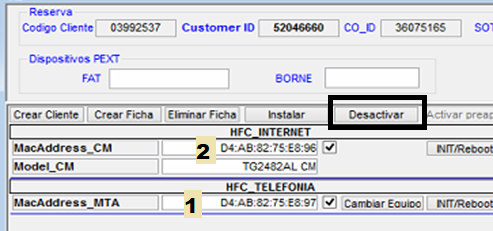 Reserva
Codigo Cliente 03992537 Customer ID 52046660 CO_ID 36075165 SOT
Dispositivos PEXT
FAT BORNE
Crear Cliente Crear Ficha Eliminar Ficha Instalar Desactivar Activar preap
HFC_INTERNET
MacAddress_CM 2 D4:AB:82:75:E8:96 INIT/Reboo
Model_CM TG2482AL CM
HFC_TELEFONIA
MacAddress_MTA 1 D4:AB:82:75:E8:97 Cambiar Equipo INIT/Reboo